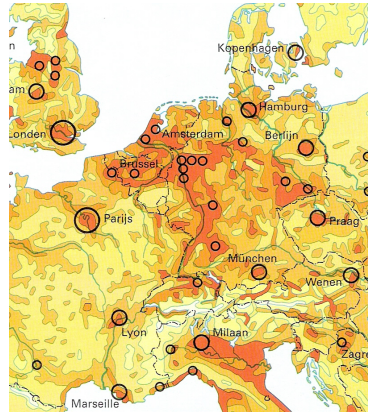 Kopenhagen
Hamburg
Amsterdam
Berlijn
Londen
Brussel
Parijs
Praag
München
Wenen
Lyon
Milaan
Zagre
Marseille